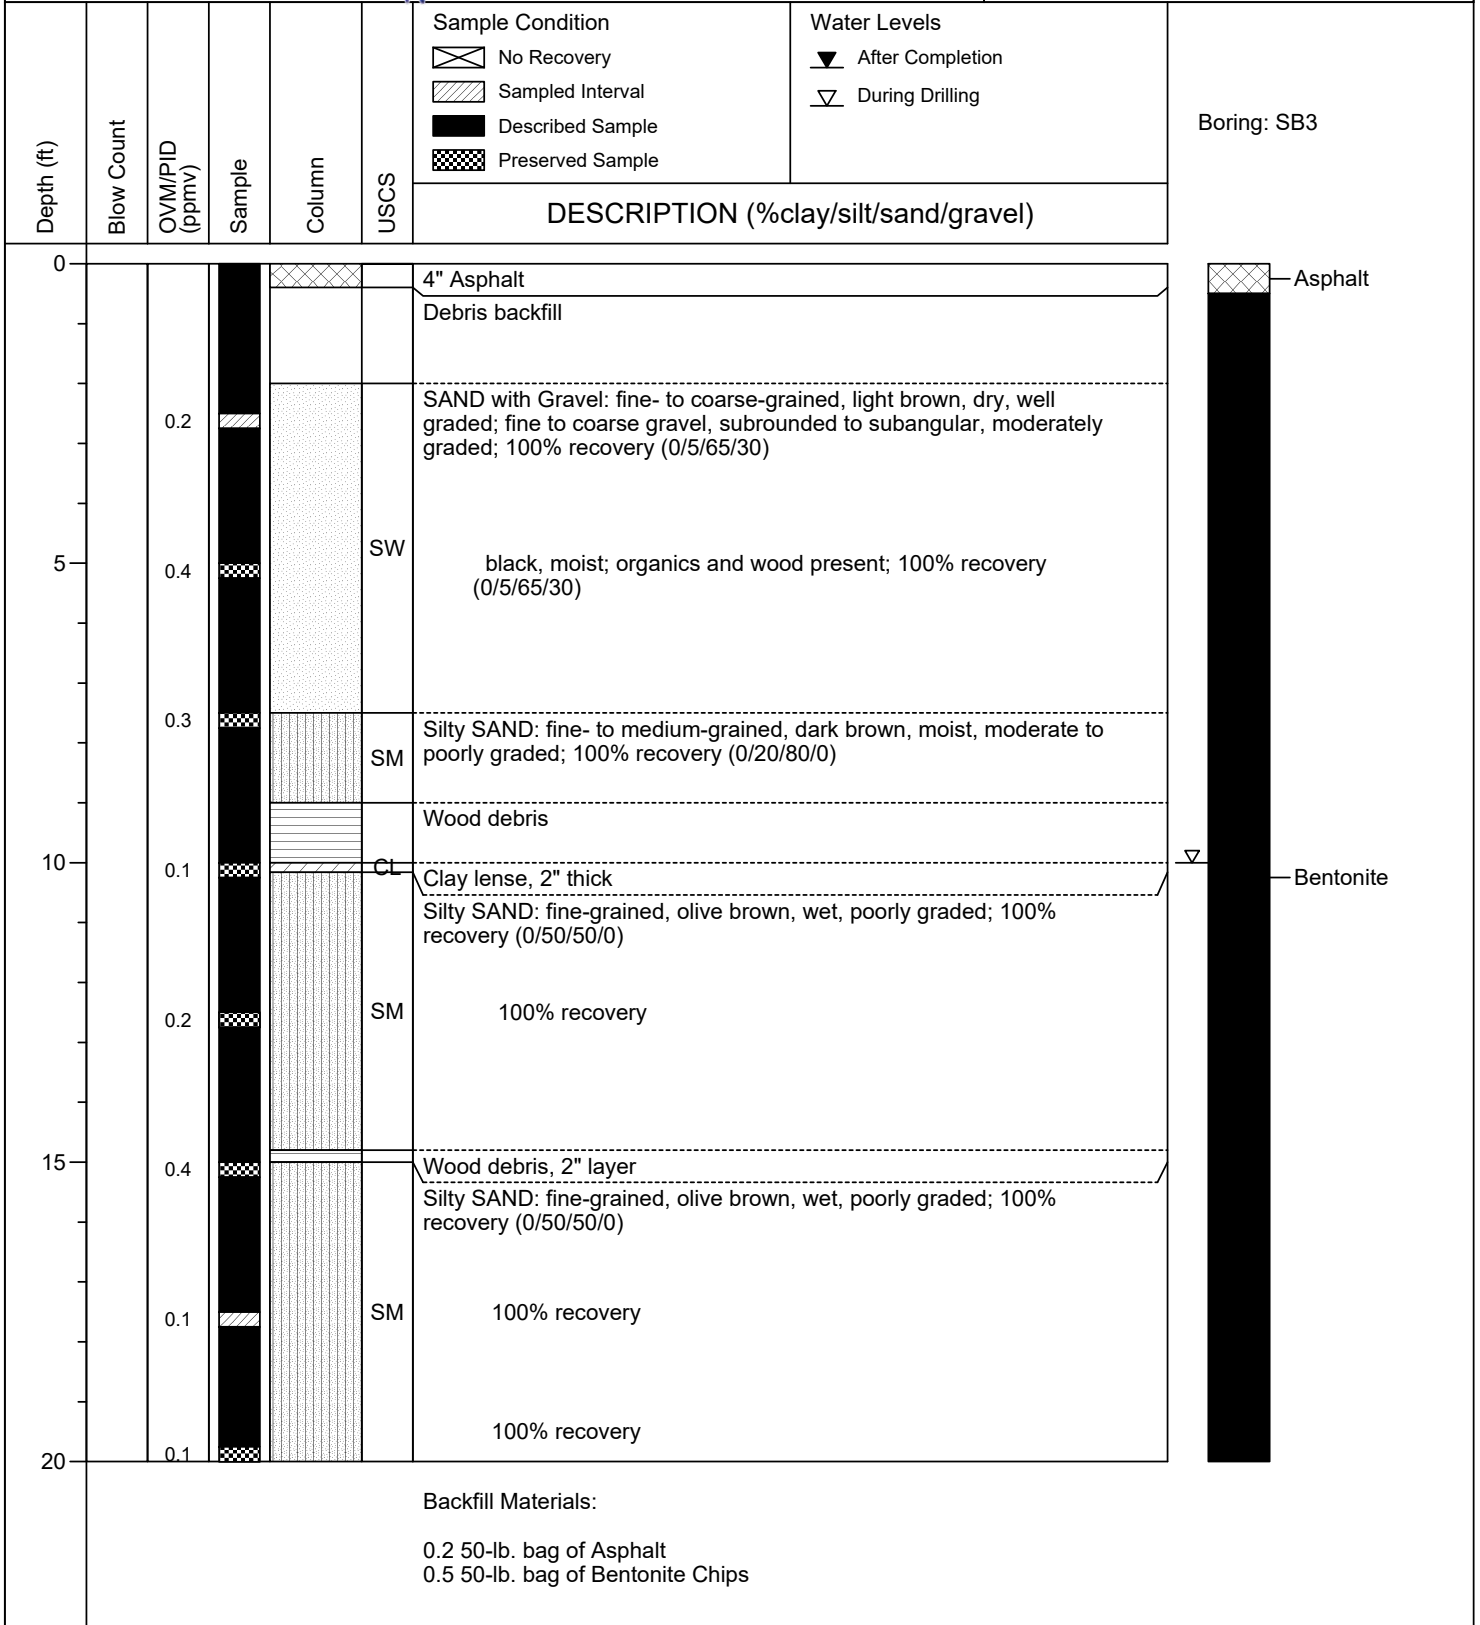 Sample Condition
No Recovery
Sampled Interval
Described Sample
Preserved Sample
Water Levels
After Completion
During Drilling
Boring: SB3
Depth (ft)
Blow Count
OVM/PID
(ppmv)
Sample
Column
USCS
DESCRIPTION (%clay/silt/sand/gravel)
0
4" Asphalt
Asphalt
Debris backfill
SAND with Gravel: fine- to coarse-grained, light brown, dry, well
graded; fine to coarse gravel, subrounded to subangular, moderately
graded; 100% recovery (0/5/65/30)
0.2
SW
5
0.4
black, moist; organics and wood present; 100% recovery
(0/5/65/30)
0.3
SM
Silty SAND: fine- to medium-grained, dark brown, moist, moderate to
poorly graded; 100% recovery (0/20/80/0)
Wood debris
10
0.1
CL
Clay lense, 2" thick
Bentonite
Silty SAND: fine-grained, olive brown, wet, poorly graded; 100%
recovery (0/50/50/0)
0.2
SM
100% recovery
15
0.4
Wood debris, 2" layer
Silty SAND: fine-grained, olive brown, wet, poorly graded; 100%
recovery (0/50/50/0)
0.1
SM
100% recovery
100% recovery
20
0.1
Backfill Materials:
0.2 50-lb. bag of Asphalt
0.5 50-lb. bag of Bentonite Chips